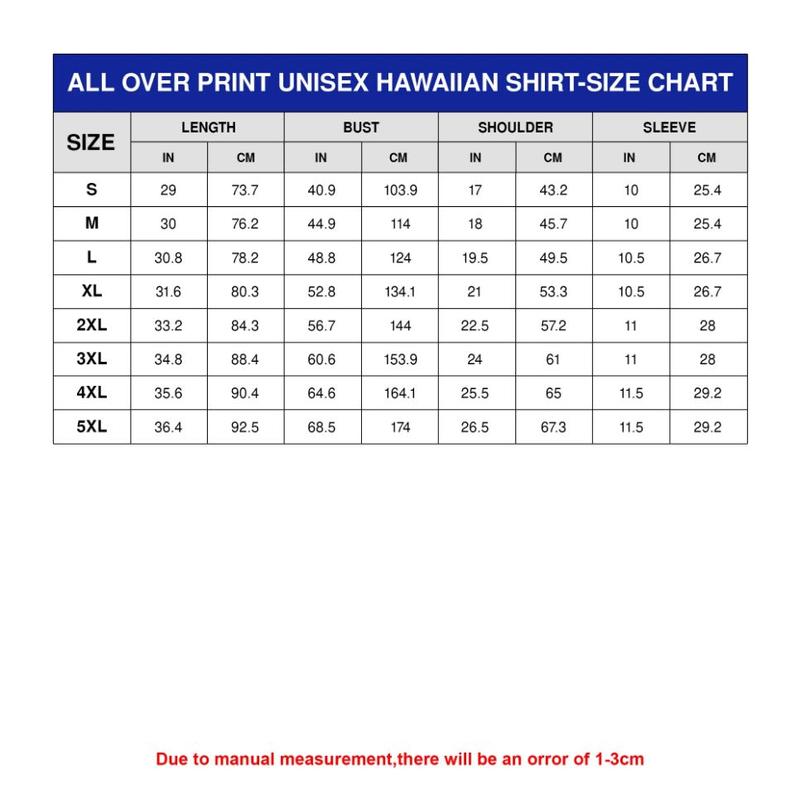 ALL OVER PRINT UNISEX HAWAIIAN SHIRT-SIZE CHART
SIZE LENGTH BUST SHOULDER SLEEVE
IN CM IN CM IN CM IN CM
S 29 73.7 40.9 103.9 17 43.2 10 25.4
M 30 76.2 44.9 114 18 45.7 10 25.4
L 30.8 78.2 48.8 124 19.5 49.5 10.5 26.7
XL 31.6 80.3 52.8 134.1 21 53.3 10.5 26.7
2XL 33.2 84.3 56.7 144 22.5 57.2 11 28
3XL 34.8 88.4 60.6 153.9 24 61 11 28
4XL 35.6 90.4 64.6 164.1 25.5 65 11.5 29.2
5XL 36.4 92.5 68.5 174 26.5 67.3 11.5 29.2
Due to manual measurement,there will be an orror of 1-3cm